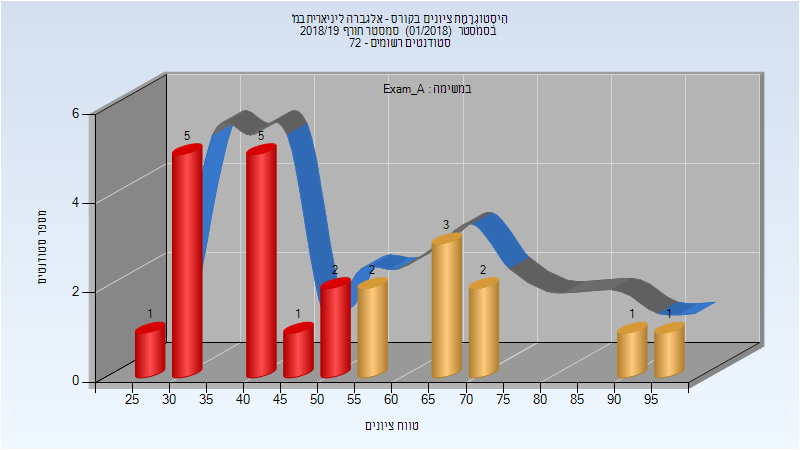 היסטוגרמת ציונים בקורס - אלגברה לינארית במ'
בסמסטר (01/2018) סמסטר חורף 2018/19
סטודנטים רשומים - 72
במשימה : Exam_A
מספר סטודנטים
6
4
2
0
1
5
5
1
2
2
3
2
1
1
25 30 35 40 45 50 55 60 65 70 75 80 85 90 95
טווח ציונים